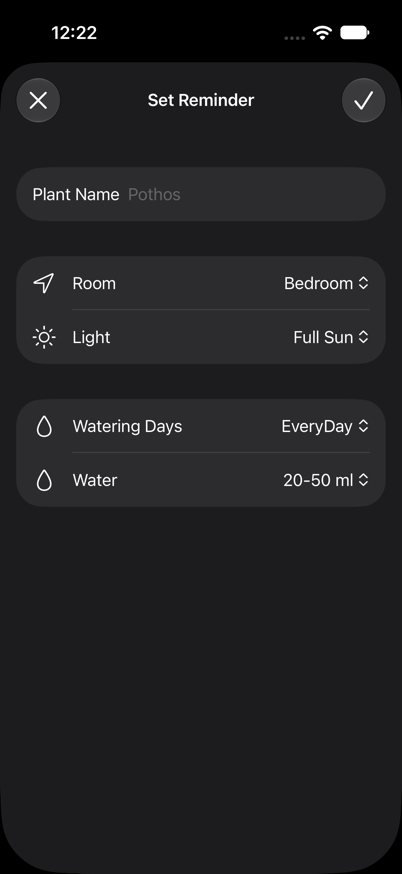 12:22
Set Reminder
Plant Name Pothos
Room Bedroom
Light Full Sun
Watering Days EveryDay
Water 20-50 ml